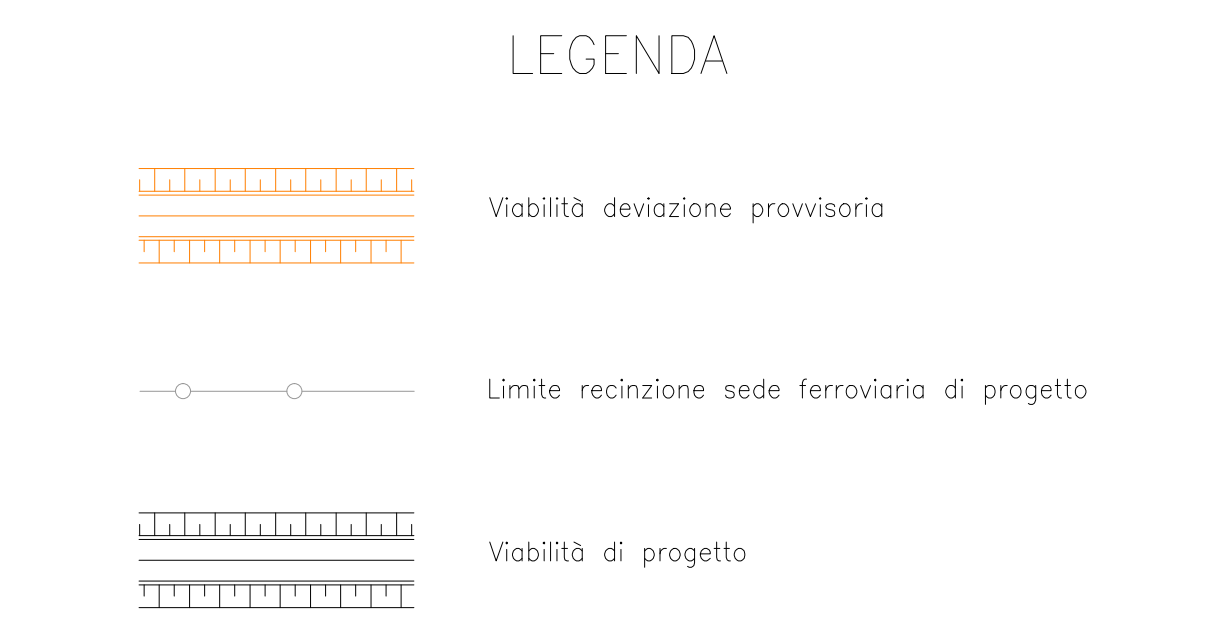 LEGENDA
Viabilità deviazione provvisoria
Limite recinzione sede ferroviaria di progetto
Viabilità di progetto